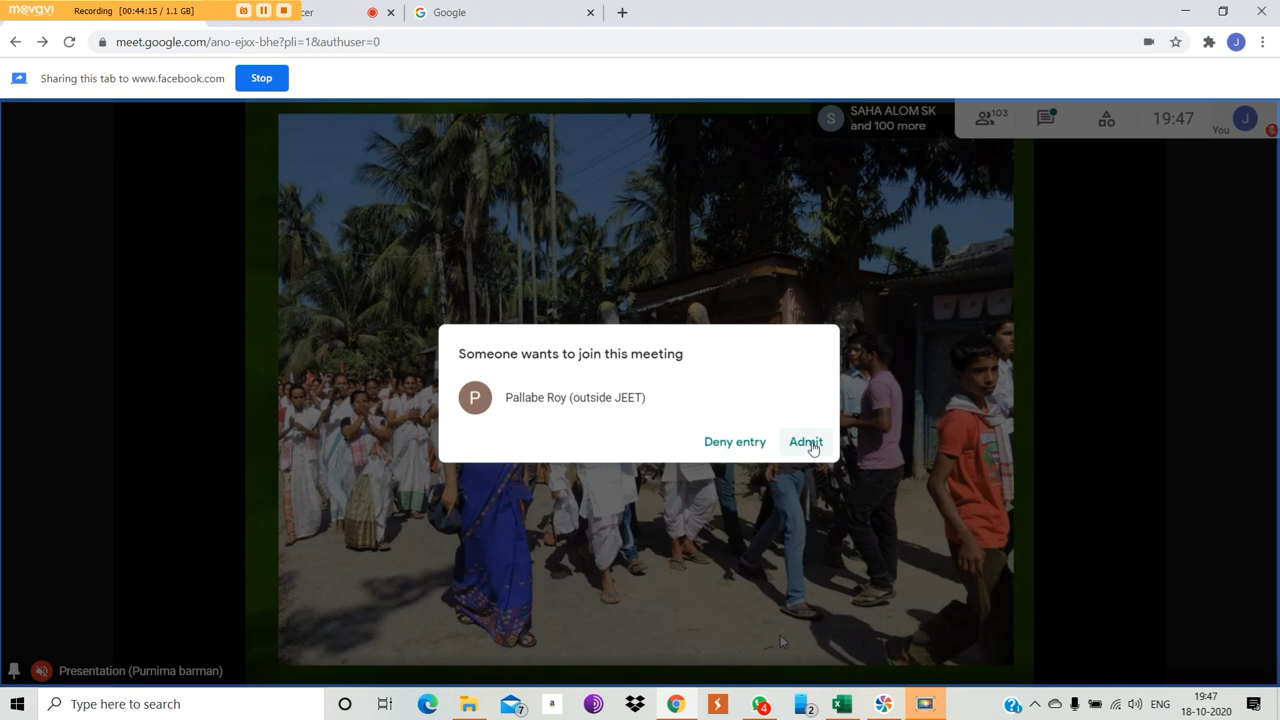 movavi Recording [00:44:15 / 1.1 GB]
cer
Google
meet.google.com/ano-ejxx-bhe?pli=1&authuser=0
J
Sharing this tab to www.facebook.com Stop
S SAHA ALOM SK
and 100 more
103
19:47
You
J
Someone wants to join this meeting
P Pallabe Roy (outside JEET)
Deny entry Admit
Presentation (Purnima barman)
Type here to search
7
a
4
2
ENG
19:47
18-10-2020